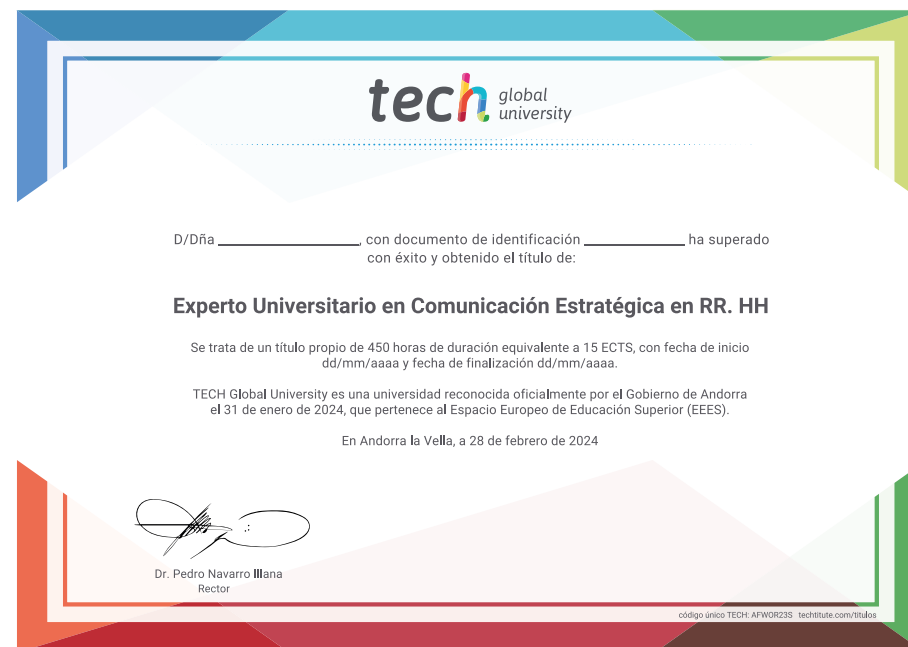 tech global university
D/Dña ____________________, con documento de identificación ______________ ha superado
con éxito y obtenido el título de:
Experto Universitario en Comunicación Estratégica en RR. HH
Se trata de un título propio de 450 horas de duración equivalente a 15 ECTS, con fecha de inicio
dd/mm/aaaa y fecha de finalización dd/mm/aaaa.
TECH Global University es una universidad reconocida oficialmente por el Gobierno de Andorra
el 31 de enero de 2024, que pertenece al Espacio Europeo de Educación Superior (EEES).
En Andorra la Vella, a 28 de febrero de 2024
Dr. Pedro Navarro Illana
Rector
código único TECH: AFWOR23S techtitute.com/titulos